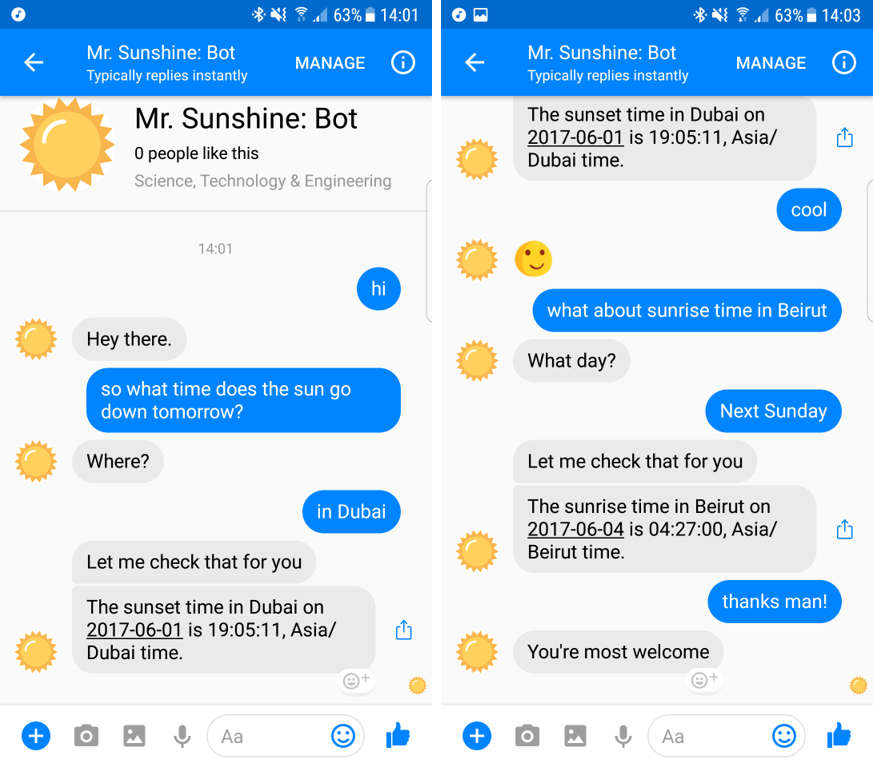 63% 14:01
Mr. Sunshine: Bot
Typically replies instantly
MANAGE
Mr. Sunshine: Bot
0 people like this
Science, Technology & Engineering
14:01
hi
Hey there.
so what time does the sun go
down tomorrow?
Where?
in Dubai
Let me check that for you
The sunset time in Dubai on
2017-06-01 is 19:05:11, Asia/
Dubai time.
Aa
63% 14:03
Mr. Sunshine: Bot
Typically replies instantly
MANAGE
The sunset time in Dubai on
2017-06-01 is 19:05:11, Asia/
Dubai time.
cool
what about sunrise time in Beirut
What day?
Next Sunday
Let me check that for you
The sunrise time in Beirut on
2017-06-04 is 04:27:00, Asia/
Beirut time.
thanks man!
You're most welcome
Aa